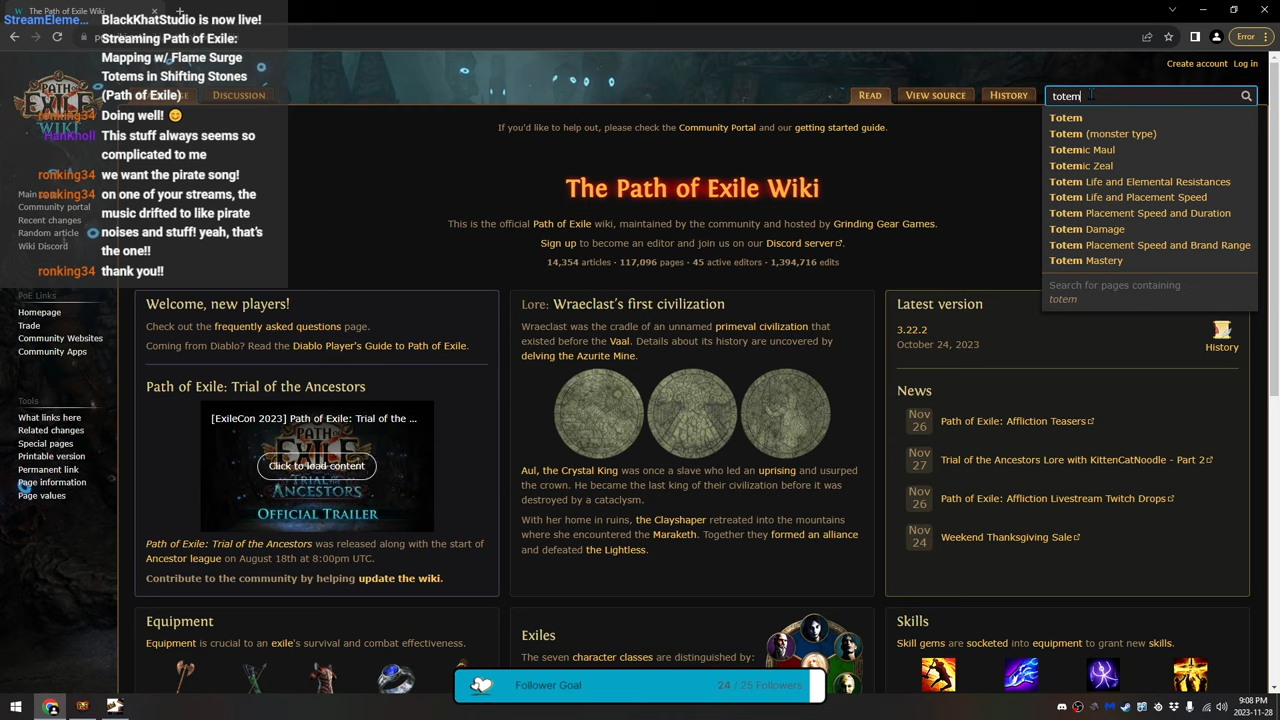 The Path of Exile Wiki
StreamEleme… BlackKhatStudio is now live!
Streaming Path of Exile:
Mapping w/ Flame Surge
Totems in Shifting Stones
(Path of Exile)
ronking34 Doing well! 😊
HanKholl This stuff always seems so
complicated to me
ronking34 we want the pirate song!
ronking34 on one of your streams, the
music drifted to like pirate
noises and stuff! yeah, that's
the one!!
ronking34 thank you!!
Error
Create account Log in
PATH OF
EXILE
WIKI
Discussion
Read
View source
History
totem
Totem
Totem (monster type)
Totemic Maul
Totemic Zeal
Totem Life and Elemental Resistances
Totem Life and Placement Speed
Totem Placement Speed and Duration
Totem Damage
Totem Placement Speed and Brand Range
Totem Mastery
Search for pages containing
totem
Community portal
Recent changes
Random article
Wiki Discord
PoE Links
Homepage
Trade
Community Websites
Community Apps
Tools
What links here
Related changes
Special pages
Printable version
Permanent link
Page information
Page values
If you'd like to help out, please check the Community Portal and our getting started guide.
The Path of Exile Wiki
This is the official Path of Exile wiki, maintained by the community and hosted by Grinding Gear Games.
Sign up to become an editor and join us on our Discord server.
14,354 articles • 117,096 pages • 45 active editors • 1,394,716 edits
Welcome, new players!
Check out the frequently asked questions page.
Coming from Diablo? Read the Diablo Player's Guide to Path of Exile.
Path of Exile: Trial of the Ancestors
[ExileCon 2023] Path of Exile: Trial of the ...
Click to load content
TRIAL OF THE
ANCESTORS
OFFICIAL TRAILER
Path of Exile: Trial of the Ancestors was released along with the start of
Ancestor league on August 18th at 8:00pm UTC.
Contribute to the community by helping update the wiki.
Lore: Wraeclast's first civilization
Wraeclast was the cradle of an unnamed primeval civilization that
existed before the Vaal. Details about its history are uncovered by
delving the Azurite Mine.
Aul, the Crystal King was once a slave who led an uprising and usurped
the crown. He became the last king of their civilization before it was
destroyed by a cataclysm.
With her home in ruins, the Clayshaper retreated into the mountains
where she encountered the Maraketh. Together they formed an alliance
and defeated the Lightless.
Latest version
3.22.2
October 24, 2023
History
News
Nov
26
Path of Exile: Affliction Teasers
Nov
27
Trial of the Ancestors Lore with KittenCatNoodle - Part 2
Nov
26
Path of Exile: Affliction Livestream Twitch Drops
Nov
24
Weekend Thanksgiving Sale
Equipment
Equipment is crucial to an exile's survival and combat effectiveness.
Exiles
The seven character classes are distinguished by:
Skills
Skill gems are socketed into equipment to grant new skills.
Follower Goal
24 / 25 Followers
9:08 PM
2023-11-28